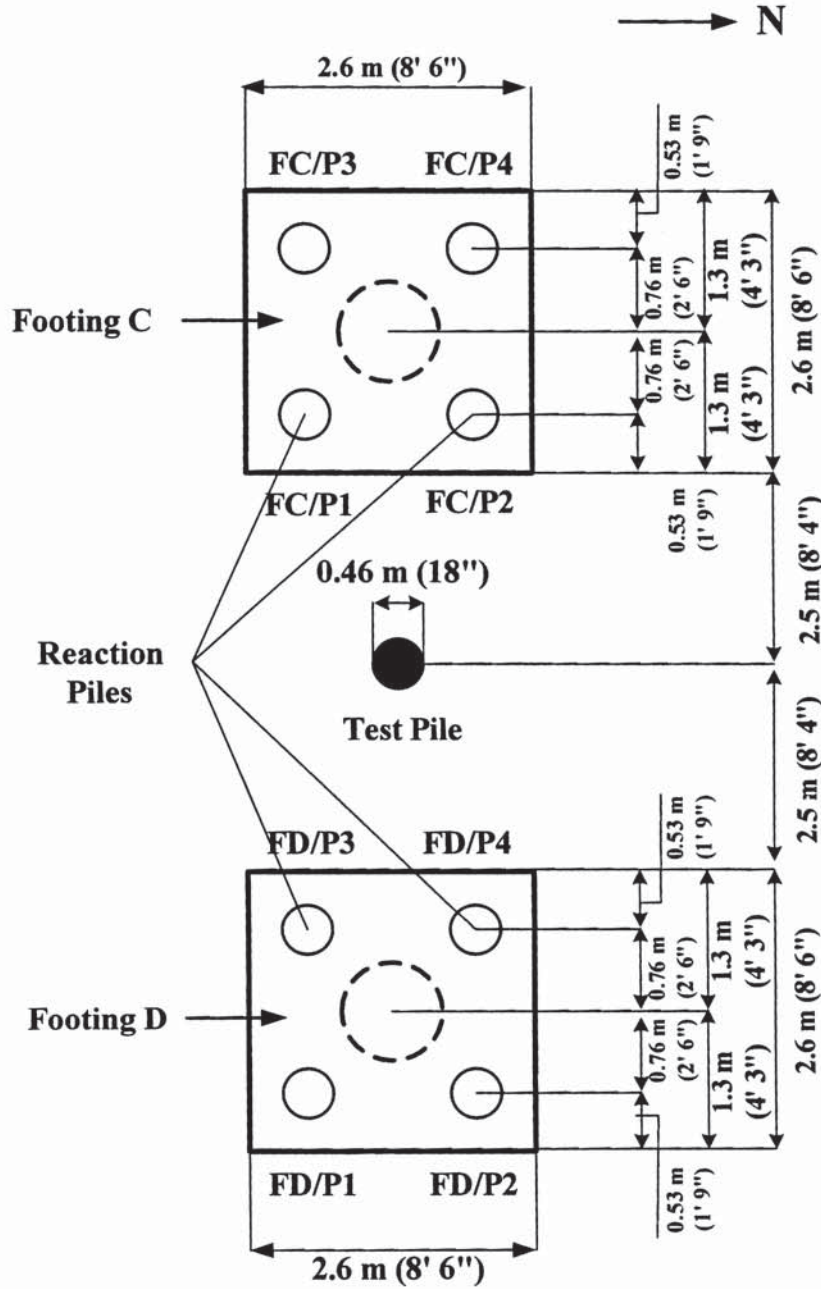 N
2.6 m (8' 6")
0.53 m
(1' 9")
FC/P3
FC/P4
0.76 m
(2' 6")
1.3 m
(4' 3")
Footing C
2.6 m (8' 6")
0.76 m
(2' 6")
1.3 m
(4' 3")
FC/P1
FC/P2
0.53 m
(1' 9")
0.46 m (18")
2.5 m (8' 4")
Reaction
Piles
Test Pile
2.5 m (8' 4")
0.53 m
(1' 9")
FD/P3
FD/P4
0.76 m
(2' 6")
1.3 m
(4' 3")
Footing D
2.6 m (8' 6")
0.76 m
(2' 6")
1.3 m
(4' 3")
FD/P1
FD/P2
0.53 m
(1' 9")
2.6 m (8' 6")